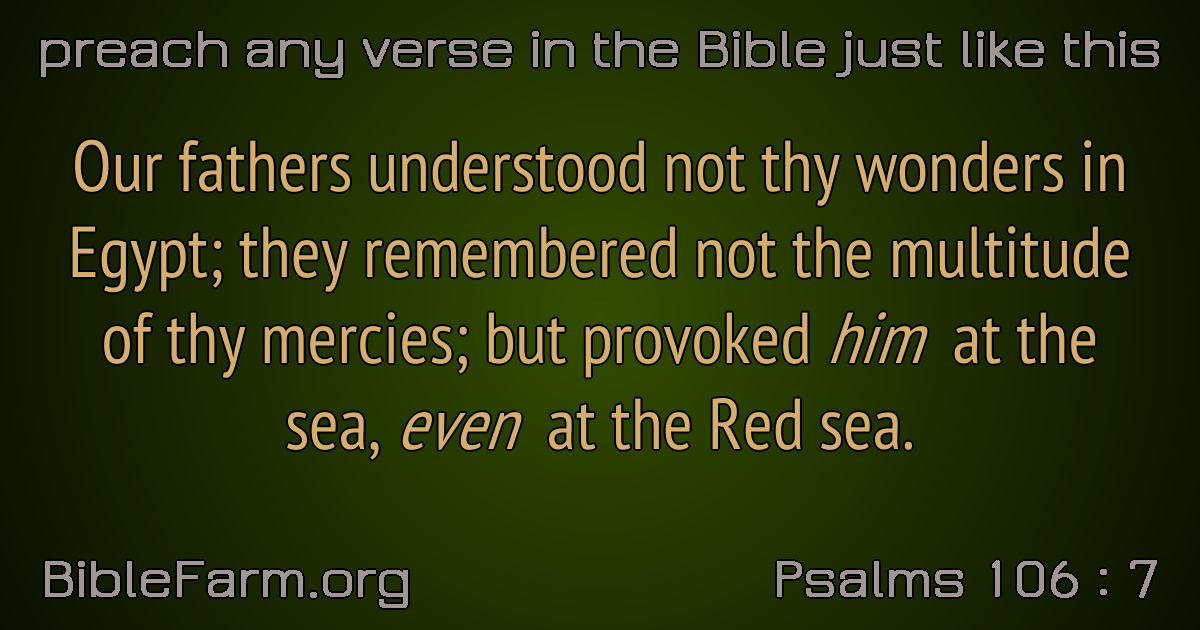 preach any verse in the Bible just like this
Our fathers understood not thy wonders in
Egypt; they remembered not the multitude
of thy mercies; but provoked him at the
sea, even at the Red sea.
BibleFarm.org
Psalms 106 : 7